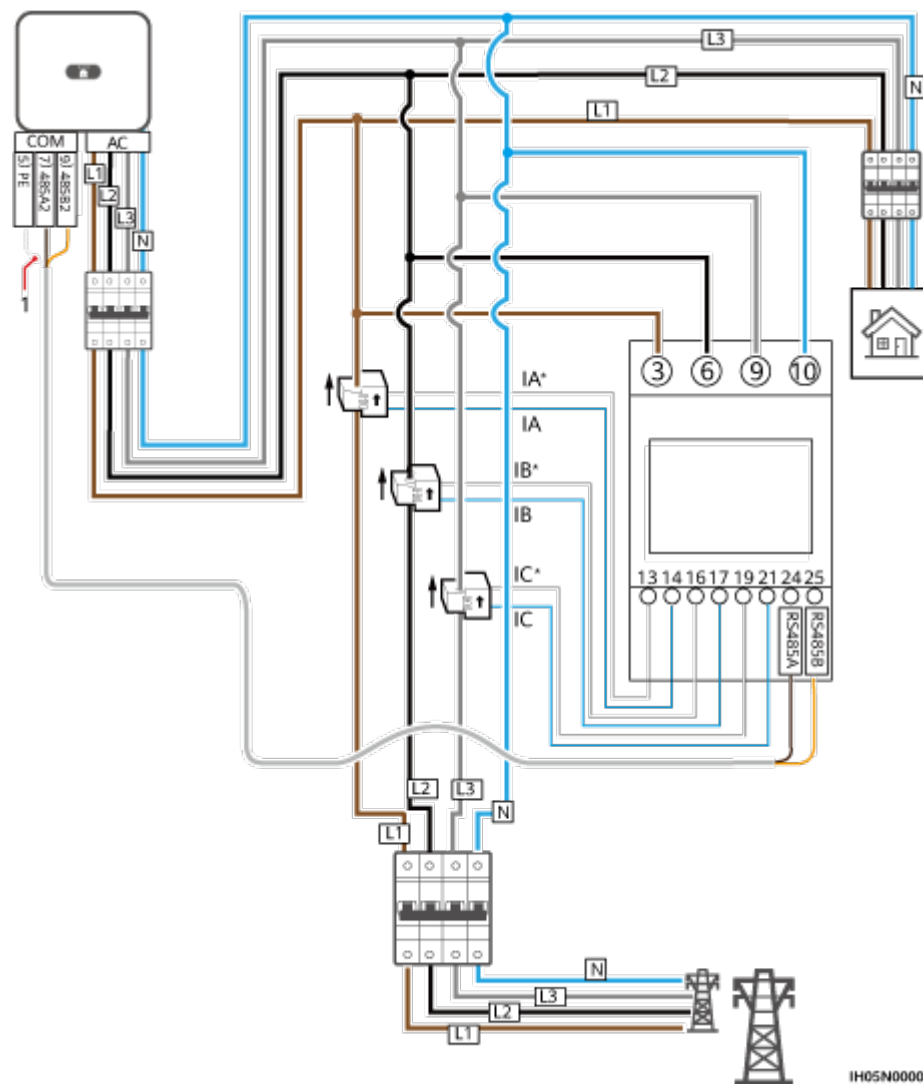 L3
L2
N
L1
COM
AC
5) PE
7) 485A2
9) 485B2
L1
L2
L3
N
1
3
6
9
10
IA*
IA
IB*
IB
IC*
IC
13 14 16 17 19 21 24 25
RS485A
RS485B
L2
L3
N
L1
N
L3
L2
L1
IH05N0000